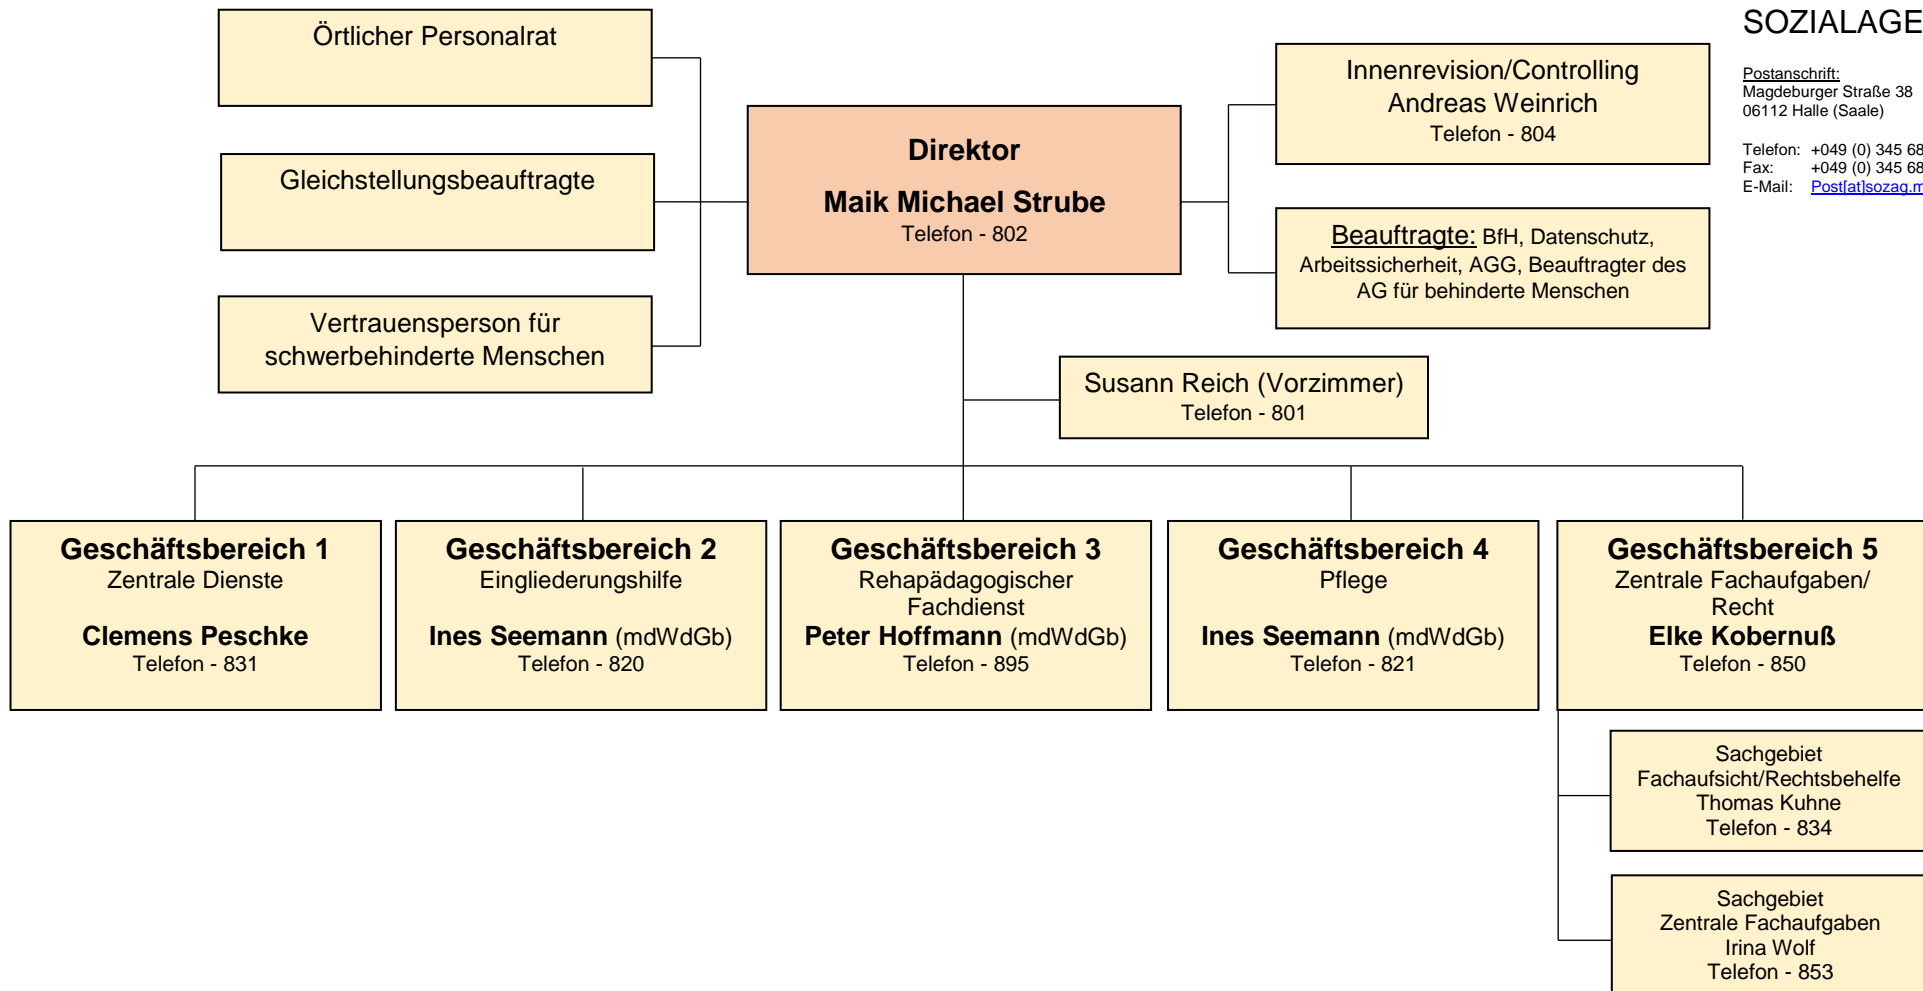 Örtlicher Personalrat
Gleichstellungsbeauftragte
Vertrauensperson für
schwerbehinderte Menschen
Direktor
Maik Michael Strube
Telefon - 802
Innenrevision/Controlling
Andreas Weinrich
Telefon - 804
Beauftragte: BfH, Datenschutz,
Arbeitssicherheit, AGG, Beauftragter des
AG für behinderte Menschen
SOZIALAGE
Postanschrift:
Magdeburger Straße 38
06112 Halle (Saale)
Telefon: +049 (0) 345 68
Fax: +049 (0) 345 68
E-Mail: Post[at]sozag.m
Susann Reich (Vorzimmer)
Telefon - 801
Geschäftsbereich 1
Zentrale Dienste
Clemens Peschke
Telefon - 831
Geschäftsbereich 2
Eingliederungshilfe
Ines Seemann (mdWdGb)
Telefon - 820
Geschäftsbereich 3
Rehapädagogischer
Fachdienst
Peter Hoffmann (mdWdGb)
Telefon - 895
Geschäftsbereich 4
Pflege
Ines Seemann (mdWdGb)
Telefon - 821
Geschäftsbereich 5
Zentrale Fachaufgaben/
Recht
Elke Kobernuß
Telefon - 850
Sachgebiet
Fachaufsicht/Rechtsbehelfe
Thomas Kuhne
Telefon - 834
Sachgebiet
Zentrale Fachaufgaben
Irina Wolf
Telefon - 853